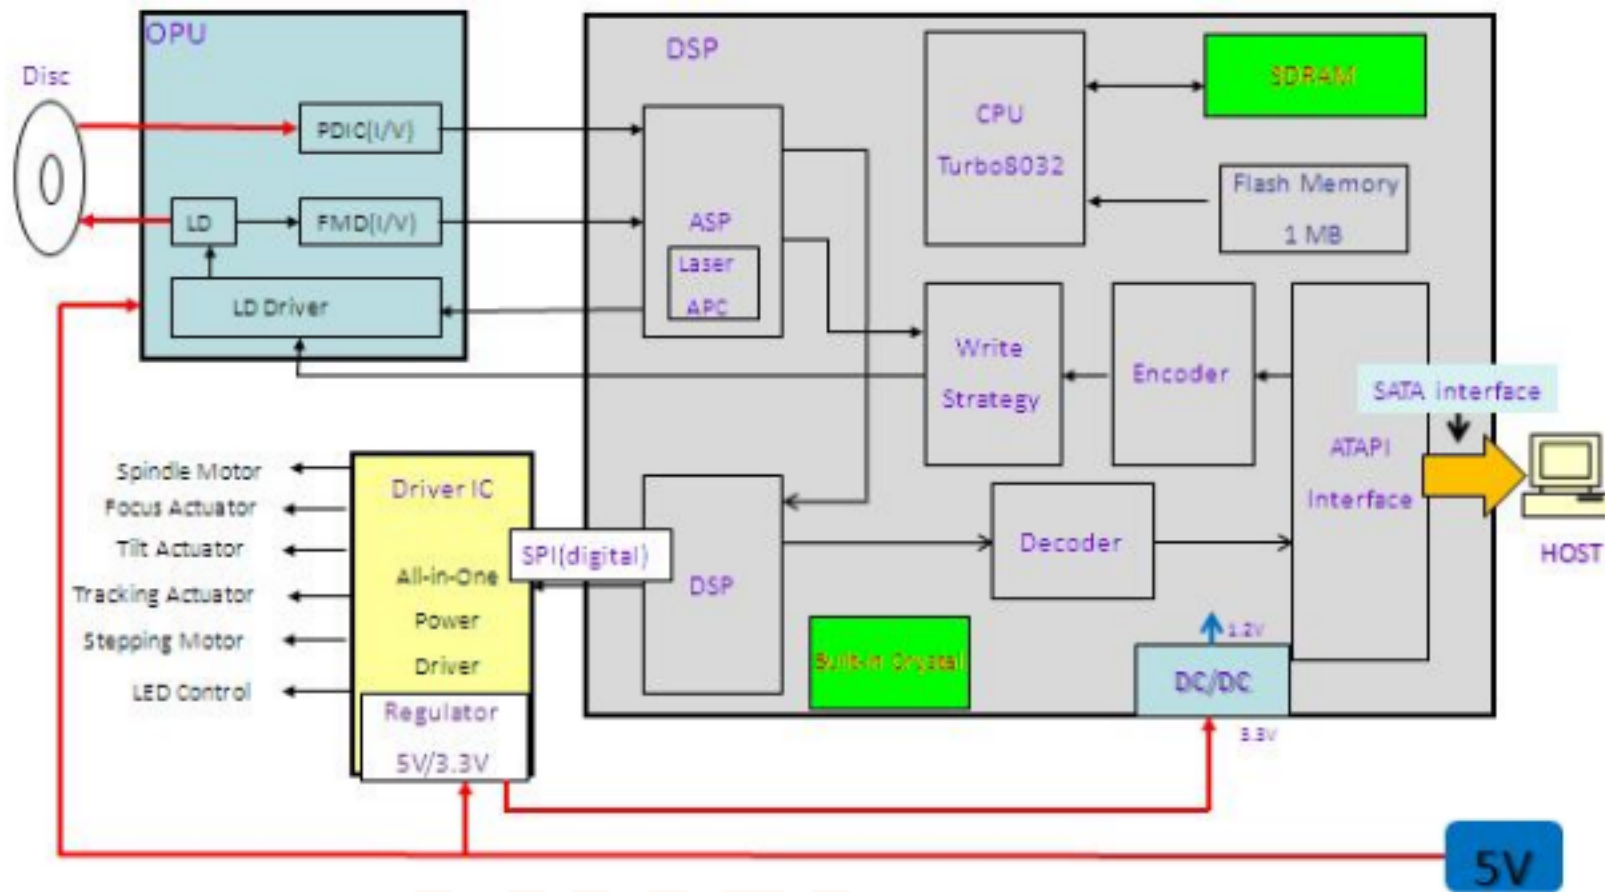 OPU
DSP
Disc
PDIC(I/V)
LD
FMD(I/V)
LD Driver
ASP
Laser
APC
CPU
Turbo8032
SDRAM
Flash Memory
1 MB
Write
Strategy
Encoder
ATAPI
Interface
SATA interface
HOST
Spindle Motor
Focus Actuator
Tilt Actuator
Tracking Actuator
Stepping Motor
LED Control
Driver IC
All-in-One
Power
Driver
Regulator
5V/3.3V
SPI(digital)
DSP
Decoder
Built-in Crystal
1.2V
DC/DC
3.3V
5V